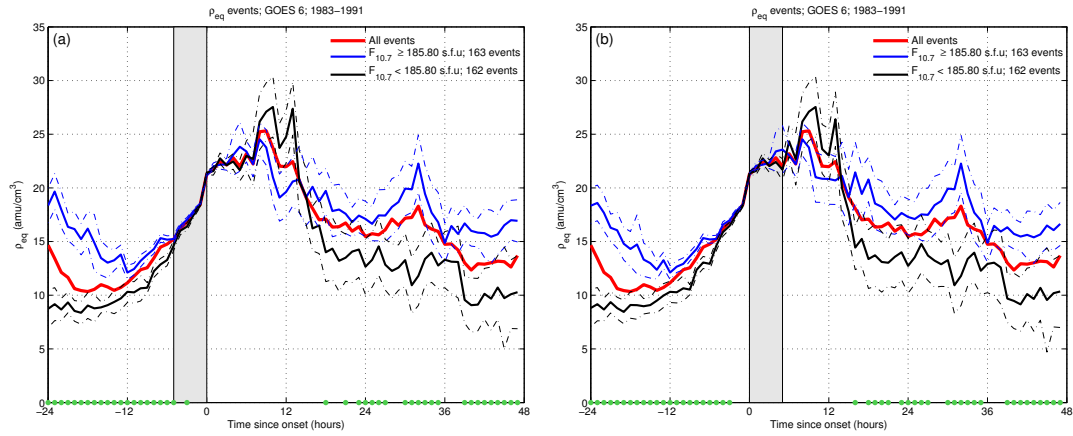 ρeq events; GOES 6; 1983−1991
(a)
All events
F10.7 ≥ 185.80 s.f.u; 163 events
F10.7 < 185.80 s.f.u; 162 events
ρeq (amu/cm3)
35
30
25
20
15
10
5
0
−24 −12 0 12 24 36 48
Time since onset (hours)
ρeq events; GOES 6; 1983−1991
(b)
All events
F10.7 ≥ 185.80 s.f.u; 163 events
F10.7 < 185.80 s.f.u; 162 events
ρeq (amu/cm3)
35
30
25
20
15
10
5
0
−24 −12 0 12 24 36 48
Time since onset (hours)